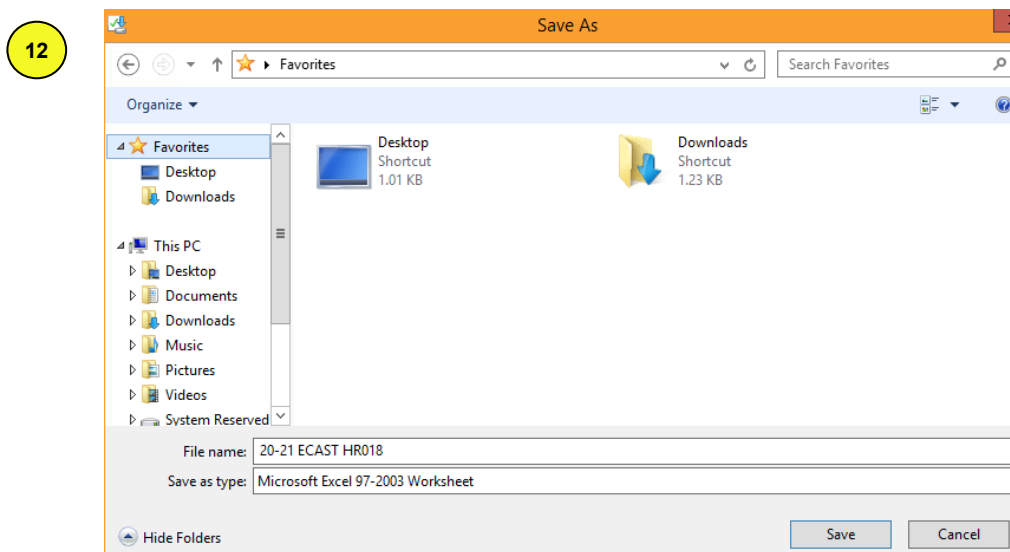 12
Save As
Favorites
Search Favorites
Organize
Favorites
Desktop
Downloads
This PC
Desktop
Documents
Downloads
Music
Pictures
Videos
System Reserved
Desktop
Shortcut
1.01 KB
Downloads
Shortcut
1.23 KB
File name: 20-21 ECAST HR018
Save as type: Microsoft Excel 97-2003 Worksheet
Hide Folders
Save
Cancel